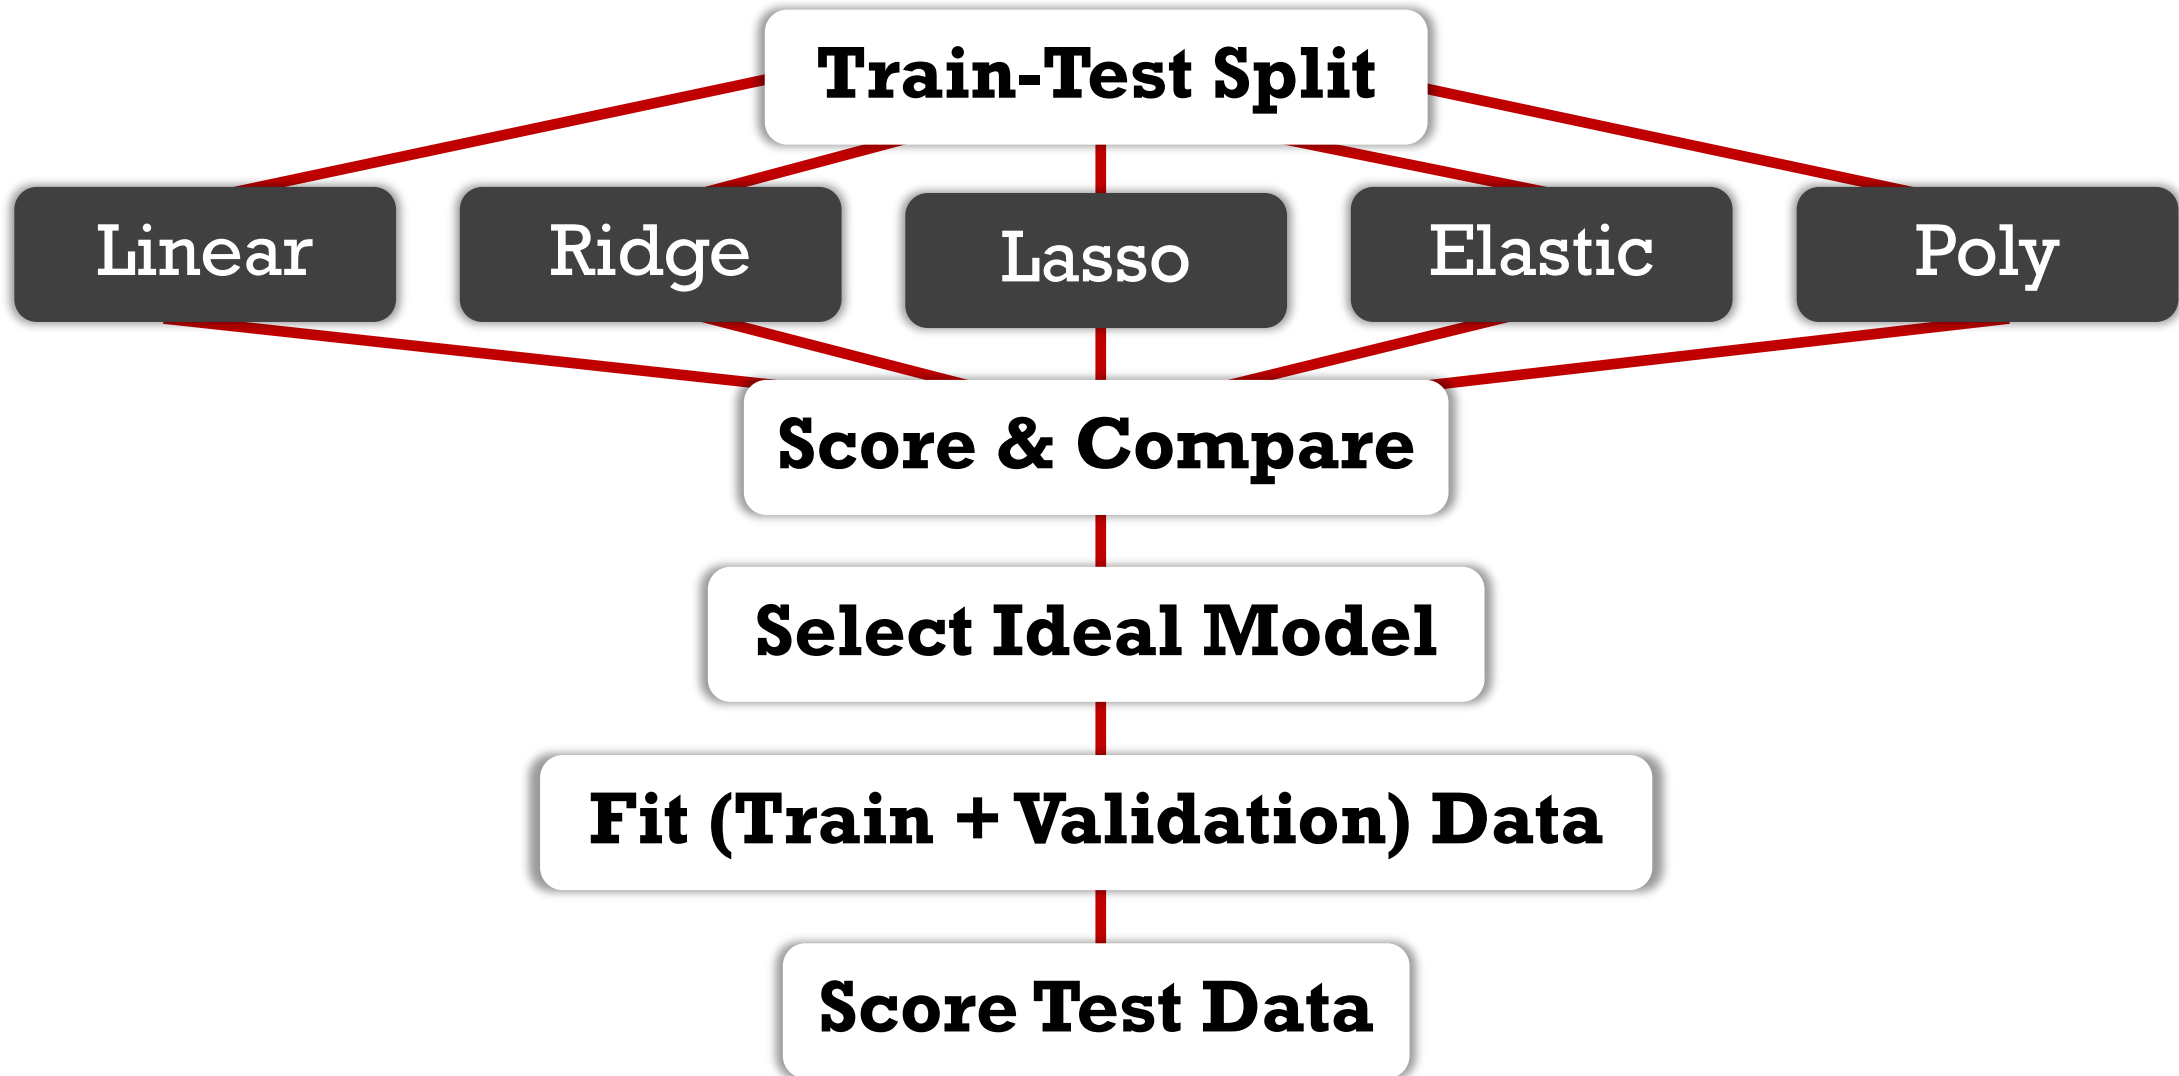 Train-Test Split
Linear
Ridge
Lasso
Elastic
Poly
Score & Compare
Select Ideal Model
Fit (Train + Validation) Data
Score Test Data